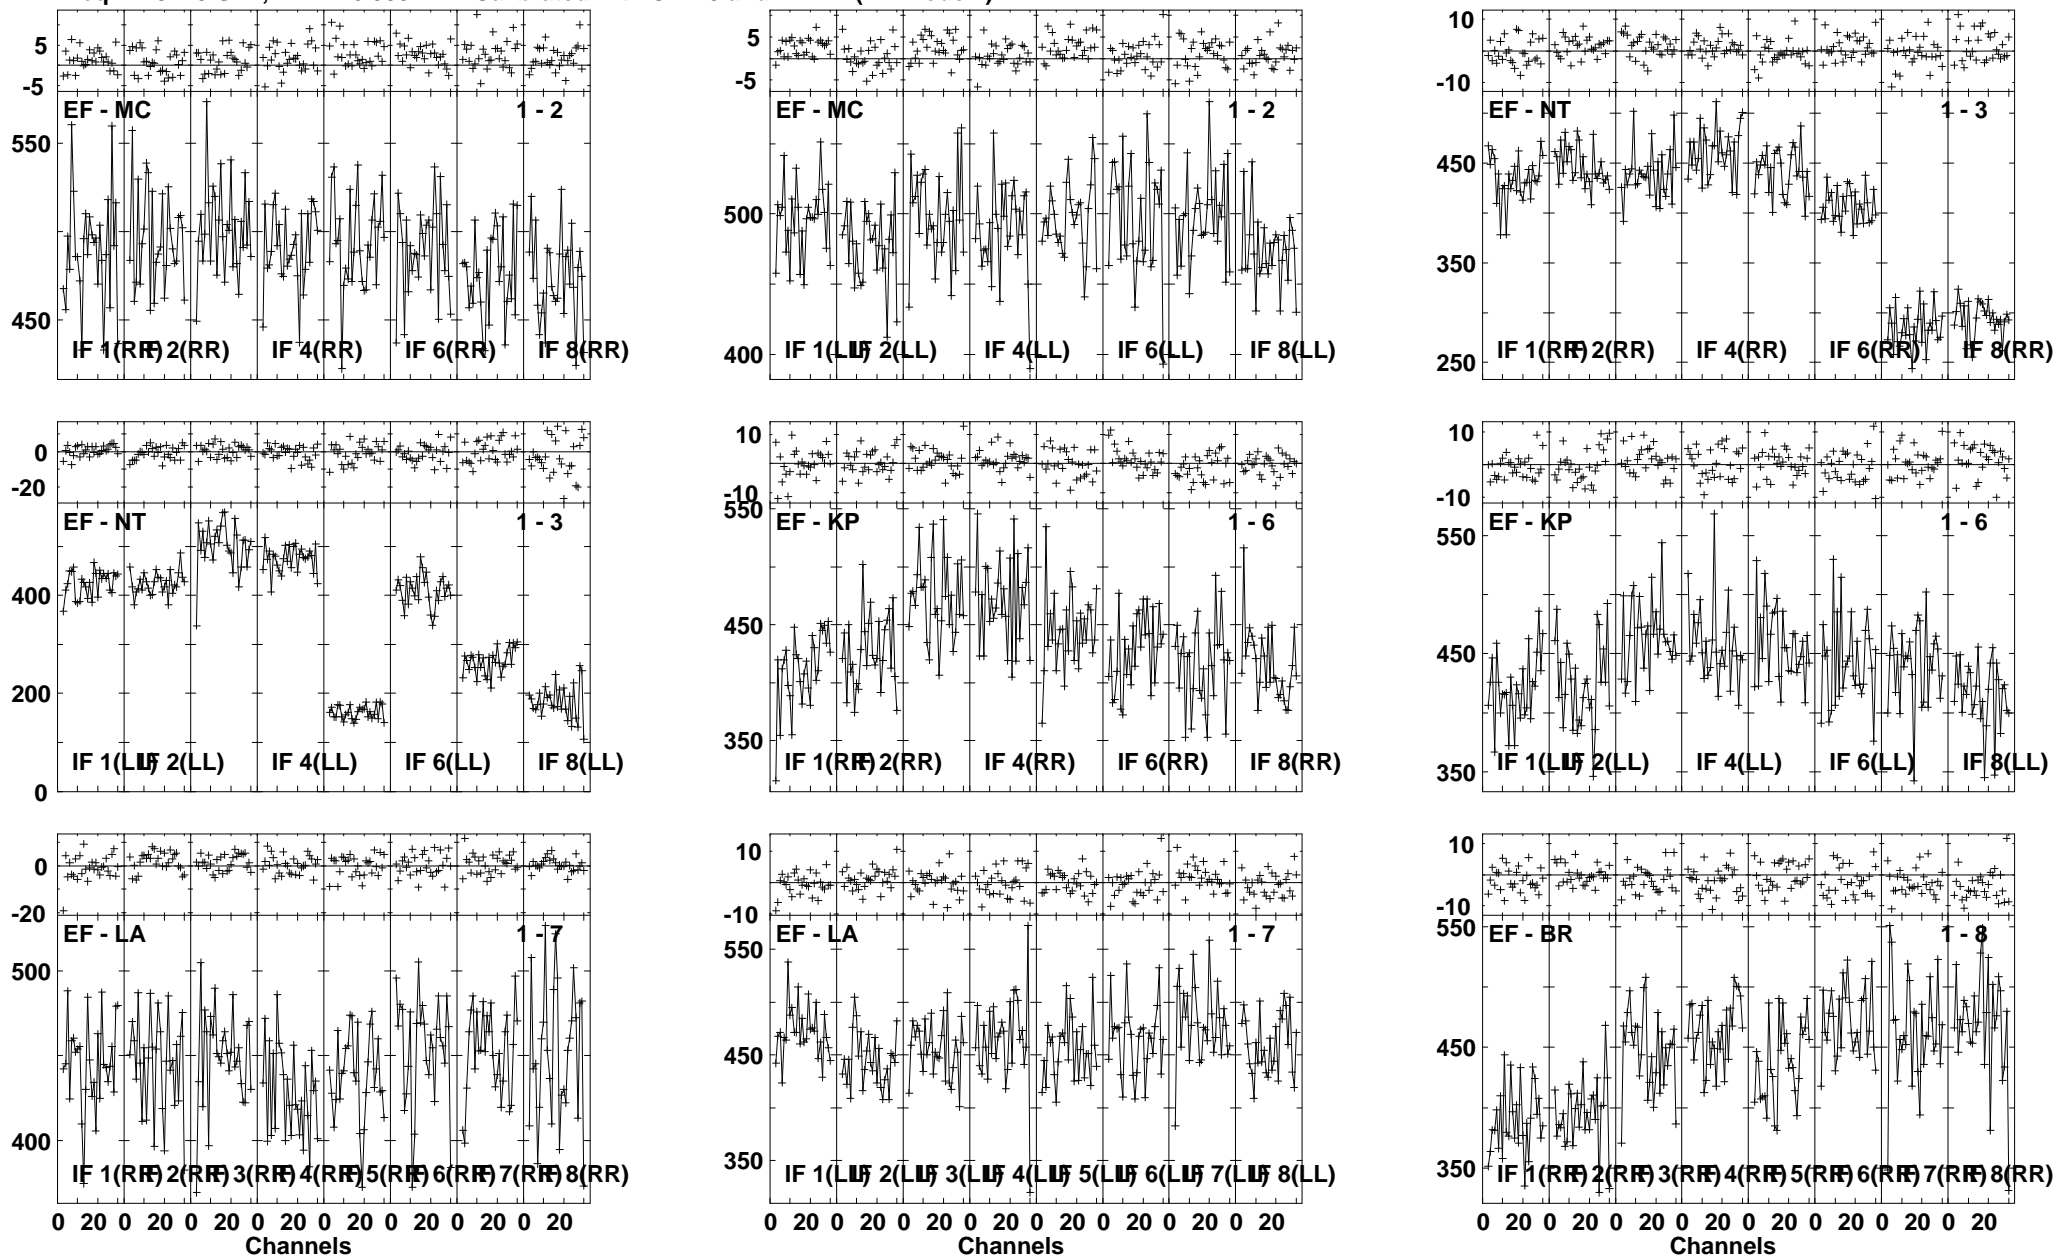 5
-5
EF - MC
1 - 2
550
450
IF 1(RR)
IF 2(RR)
IF 4(RR)
IF 6(RR)
IF 8(RR)
5
-5
EF - MC
1 - 2
500
400
IF 1(LL)
IF 2(LL)
IF 4(LL)
IF 6(LL)
IF 8(LL)
10
-10
EF - NT
1 - 3
450
350
250
IF 1(RR)
IF 2(RR)
IF 4(RR)
IF 6(RR)
IF 8(RR)
0
-20
EF - NT
1 - 3
400
200
0
IF 1(LL)
IF 2(LL)
IF 4(LL)
IF 6(LL)
IF 8(LL)
10
-10
550
EF - KP
1 - 6
450
350
IF 1(RR)
IF 2(RR)
IF 4(RR)
IF 6(RR)
IF 8(RR)
10
-10
EF - KP
1 - 6
550
450
350
IF 1(LL)
IF 2(LL)
IF 4(LL)
IF 6(LL)
IF 8(LL)
0
-20
EF - LA
1 - 7
500
400
IF 1(RR)
IF 2(RR)
IF 3(RR)
IF 4(RR)
IF 5(RR)
IF 6(RR)
IF 7(RR)
IF 8(RR)
0 20 0 20 0 20 0 20 0 20 0 20 0 20 0 20
Channels
10
-10
EF - LA
1 - 7
550
450
350
IF 1(LL)
IF 2(LL)
IF 3(LL)
IF 4(LL)
IF 5(LL)
IF 6(LL)
IF 7(LL)
IF 8(LL)
0 20 0 20 0 20 0 20 0 20 0 20 0 20 0 20
Channels
10
-10
550
EF - BR
1 - 8
450
350
IF 1(RR)
IF 2(RR)
IF 3(RR)
IF 4(RR)
IF 5(RR)
IF 6(RR)
IF 7(RR)
IF 8(RR)
0 20 0 20 0 20 0 20 0 20 0 20 0 20 0 20
Channels